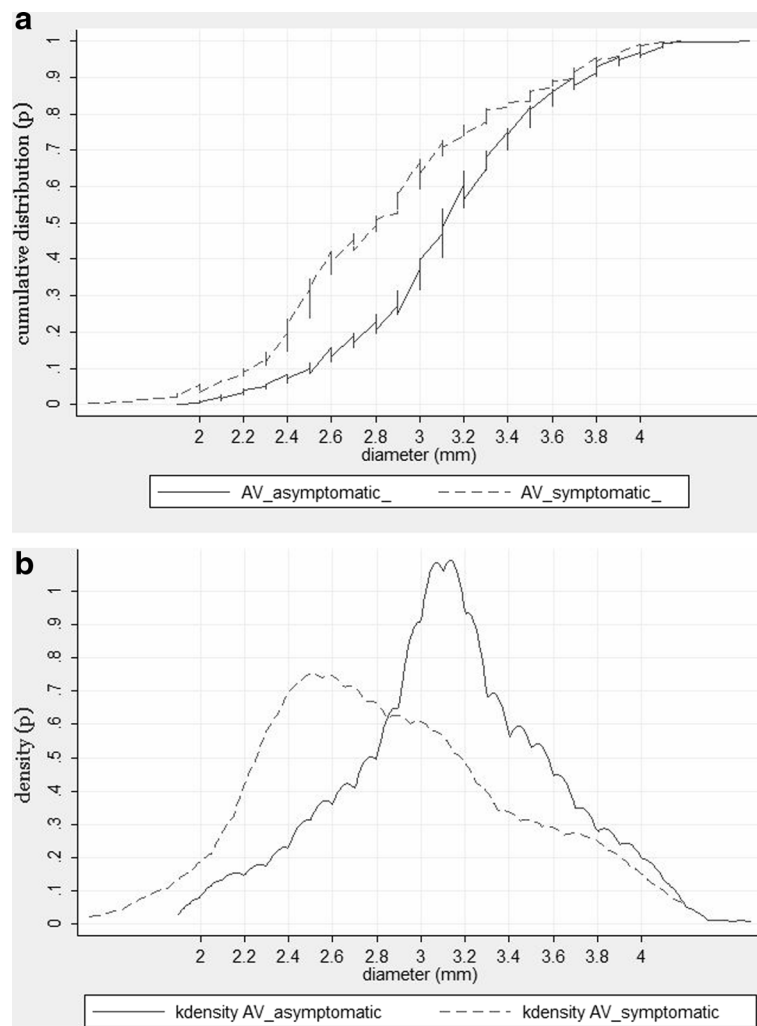 a
cumulative distribution (p)
1
.9
.8
.7
.6
.5
.4
.3
.2
.1
0
2 2.2 2.4 2.6 2.8 3 3.2 3.4 3.6 3.8 4
diameter (mm)
AV_asymptomatic_ AV_symptomatic_
b
density (p)
1
.9
.8
.7
.6
.5
.4
.3
.2
.1
0
2 2.2 2.4 2.6 2.8 3 3.2 3.4 3.6 3.8 4
diameter (mm)
kdensity AV_asymptomatic kdensity AV_symptomatic